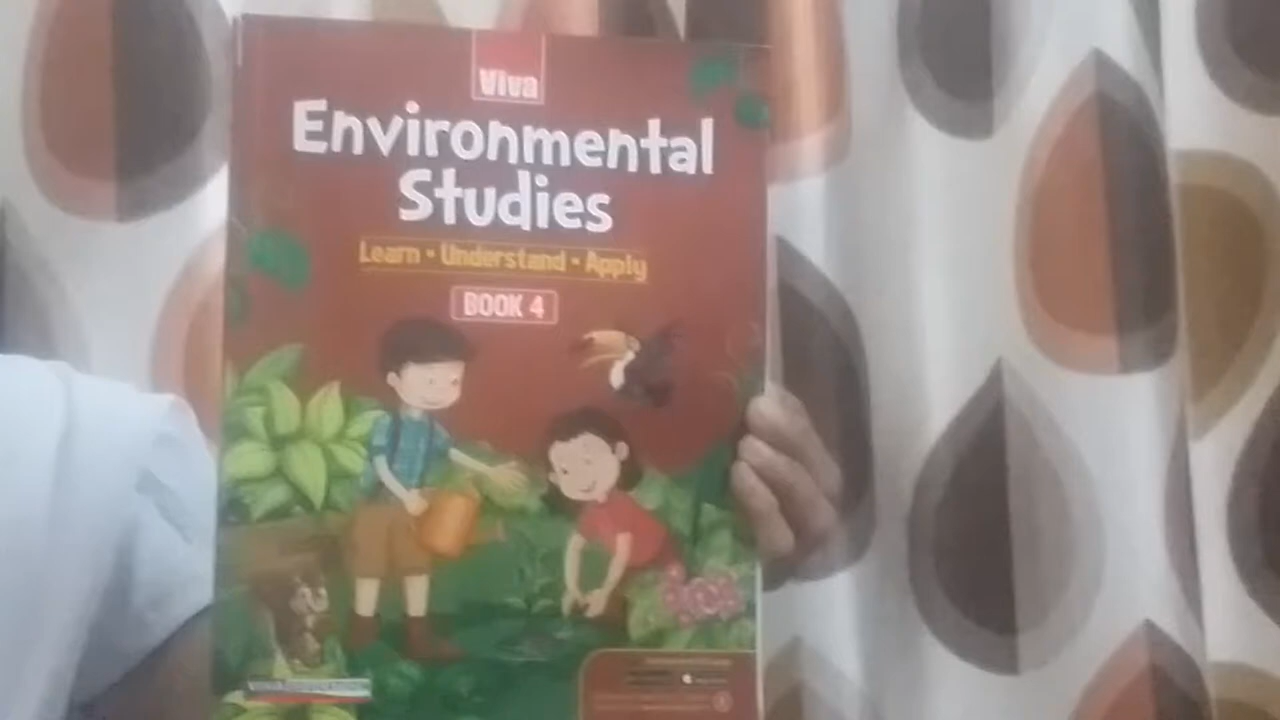 Viva
Environmental
Studies
Learn • Understand • Apply
BOOK 4